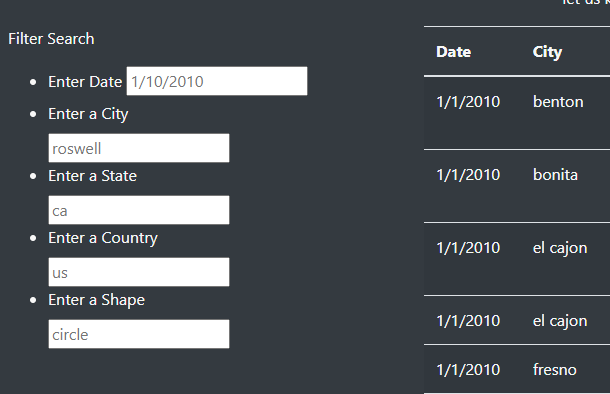 let us
Filter Search
Enter Date 1/10/2010
Enter a City
roswell
Enter a State
ca
Enter a Country
us
Enter a Shape
circle
Date City
1/1/2010 benton
1/1/2010 bonita
1/1/2010 el cajon
1/1/2010 el cajon
1/1/2010 fresno